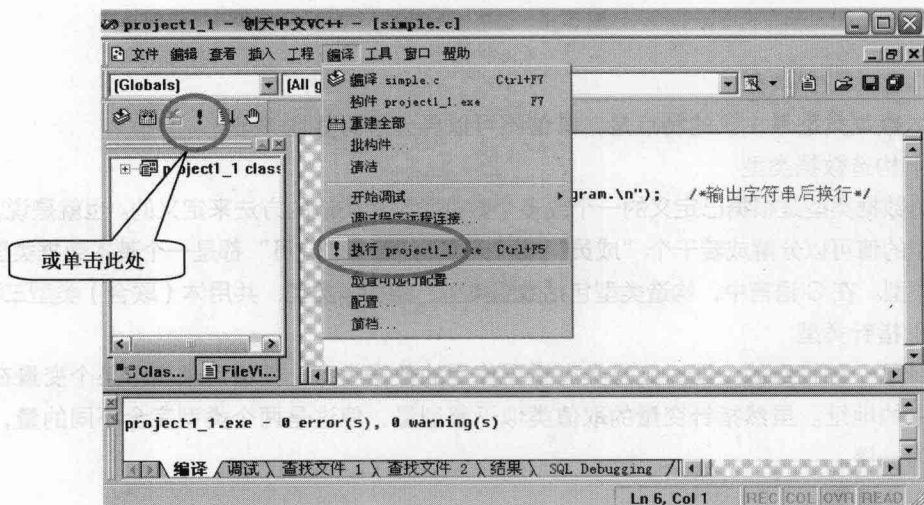 project1_1 - 创天中文VC++ - [simple.c]
文件 编辑 查看 插入 工程 编译 工具 窗口 帮助
(Globals)
[All g
编译 simple.c Ctrl+F7
构件 project1_1.exe F7
重建全部
批构件...
清洁
开始调试
调试程序远程连接...
执行 project1_1.exe Ctrl+F5
放置可远行配置...
配置...
简档...
project1_1 class
gram.\n"); /*输出字符串后换行*/
或单击此处
Clas... FileVi...
project1_1.exe - 0 error(s), 0 warning(s)
编译 调试 查找文件 1 查找文件 2 结果 SQL Debugging
Ln 6, Col 1 REC COL OVR READ